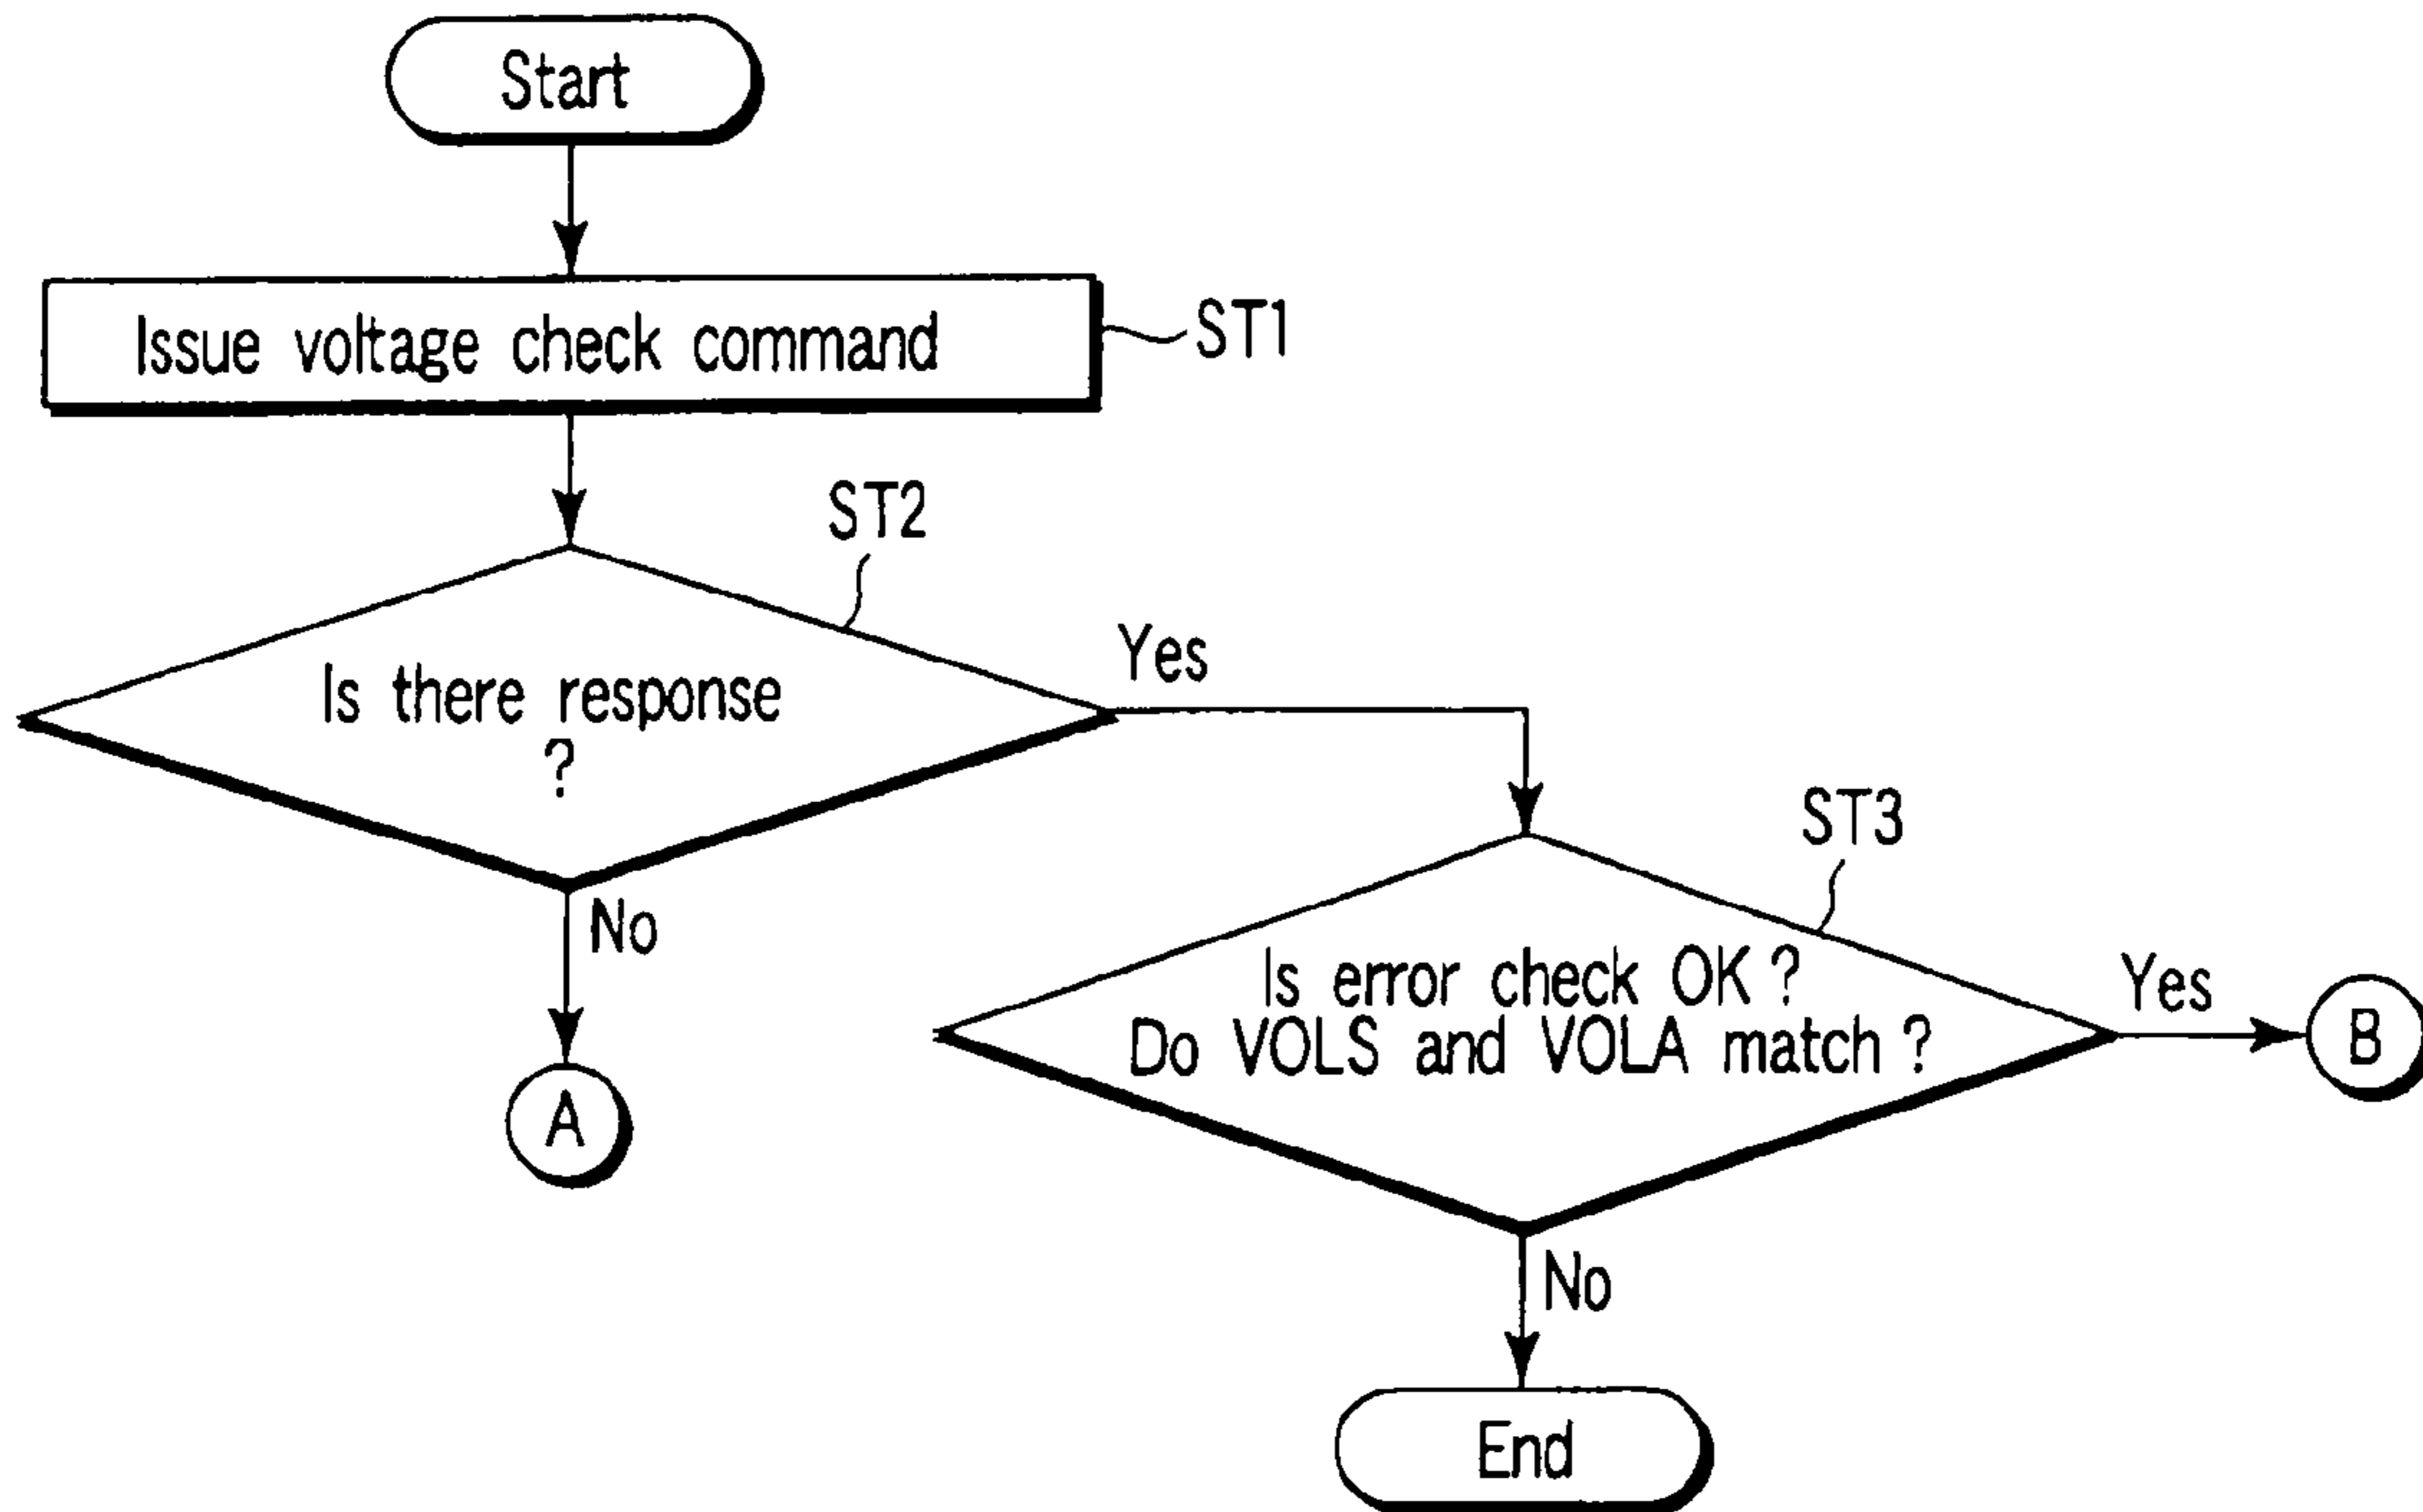 Start
Issue voltage check command
ST1
ST2
Is there response
?
Yes
No
A
ST3
Is error check OK ?
Do VOLS and VOLA match ?
Yes
B
No
End